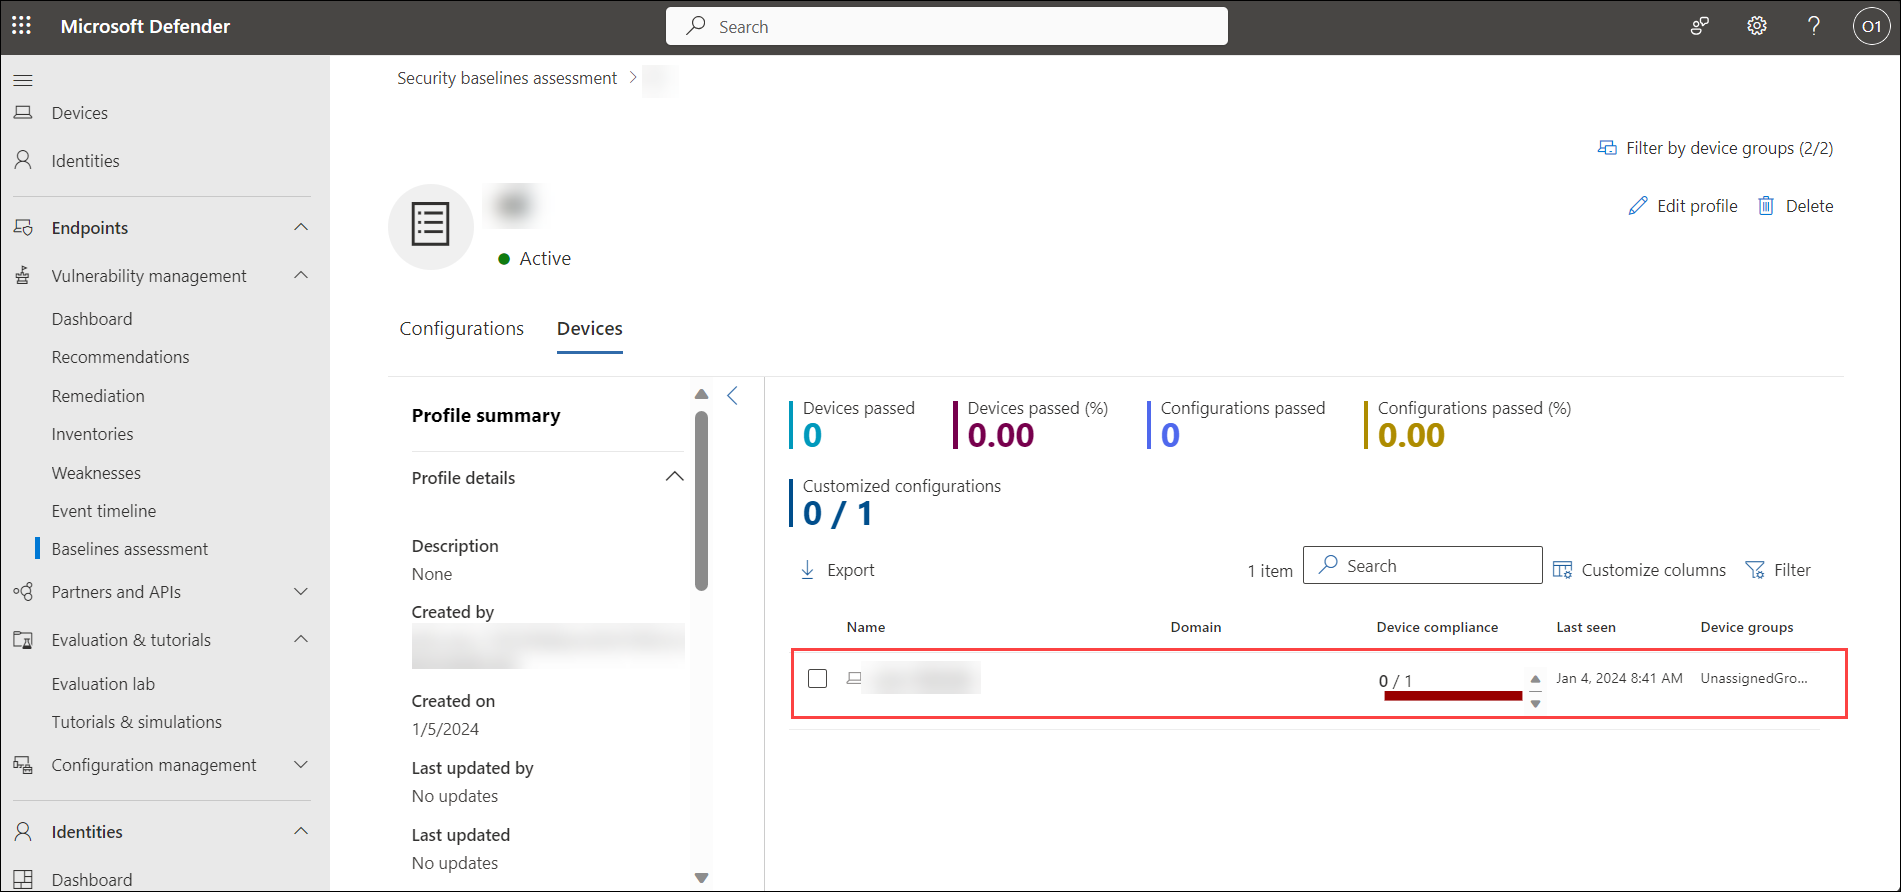 Microsoft Defender
Search
O1
Devices
Identities
Endpoints
Vulnerability management
Dashboard
Recommendations
Remediation
Inventories
Weaknesses
Event timeline
Baselines assessment
Partners and APIs
Evaluation & tutorials
Evaluation lab
Tutorials & simulations
Configuration management
Identities
Dashboard
Security baselines assessment
Filter by device groups (2/2)
Edit profile
Delete
Active
Configurations
Devices
Profile summary
Profile details
Description
None
Created by
Created on
1/5/2024
Last updated by
No updates
Last updated
No updates
Devices passed
0
Devices passed (%)
0.00
Configurations passed
0
Configurations passed (%)
0.00
Customized configurations
0 / 1
Export
1 item
Search
Customize columns
Filter
Name Domain Device compliance Last seen Device groups
0 / 1 Jan 4, 2024 8:41 AM UnassignedGro...